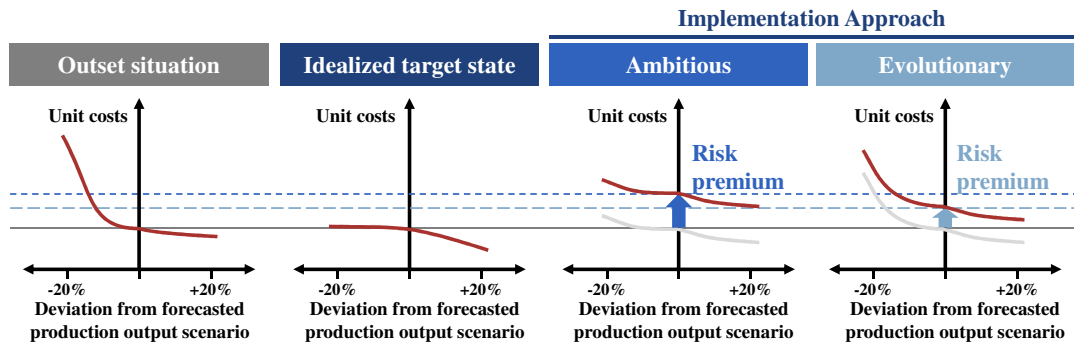 Implementation Approach
Outset situation
Idealized target state
Ambitious
Evolutionary
Unit costs
Unit costs
Unit costs
Unit costs
Risk
premium
Risk
premium
-20%
+20%
-20%
+20%
-20%
+20%
-20%
+20%
Deviation from forecasted
production output scenario
Deviation from forecasted
production output scenario
Deviation from forecasted
production output scenario
Deviation from forecasted
production output scenario